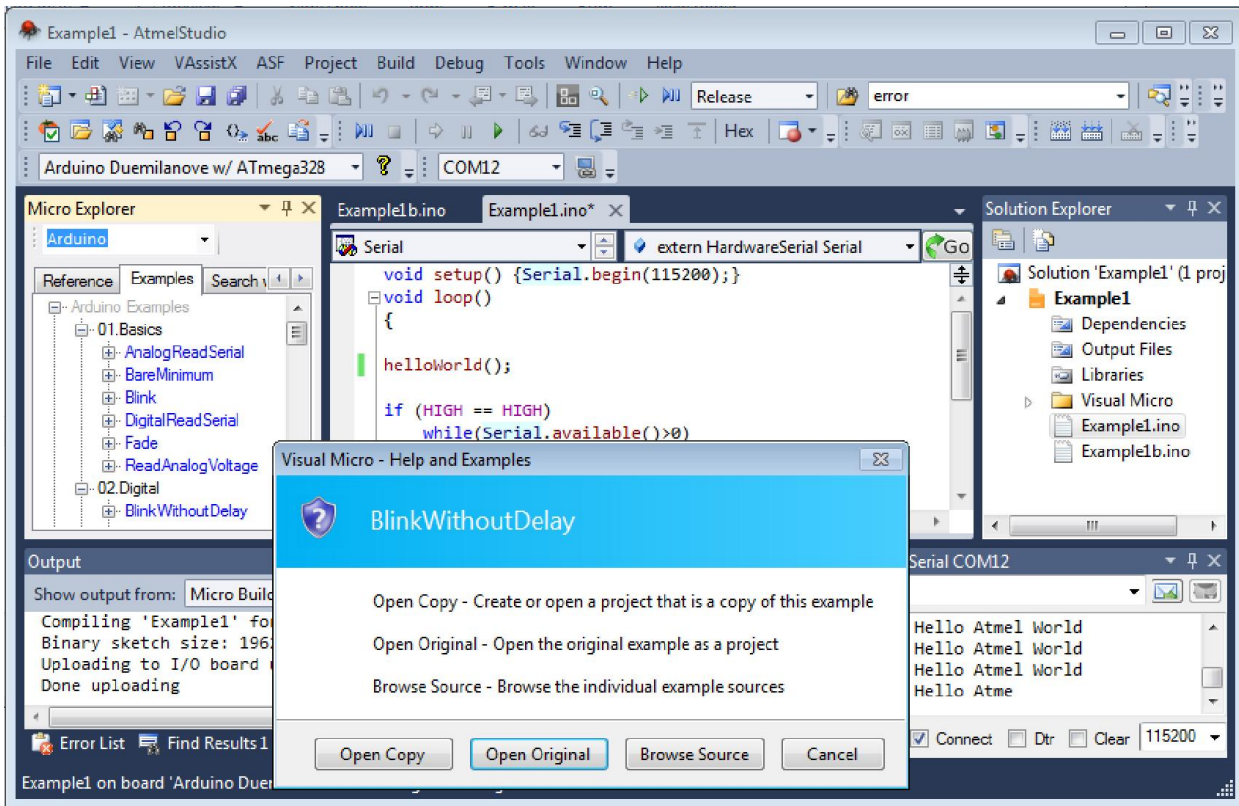 Example1 - AtmelStudio
File Edit View VAssistX ASF Project Build Debug Tools Window Help
Release error
Hex
Arduino Duemilanove w/ ATmega328 COM12
Micro Explorer
Arduino
Reference Examples Search
Arduino Examples
01.Basics
AnalogReadSerial
BareMinimum
Blink
DigitalReadSerial
Fade
ReadAnalogVoltage
02.Digital
BlinkWithoutDelay
Example1b.ino Example1.ino*
Serial extern HardwareSerial Serial Go
void setup() {Serial.begin(115200);}
void loop()
{
helloWorld();
if (HIGH == HIGH)
while(Serial.available()>0)
Solution Explorer
Solution 'Example1' (1 proj
Example1
Dependencies
Output Files
Libraries
Visual Micro
Example1.ino
Example1b.ino
Visual Micro - Help and Examples
BlinkWithoutDelay
Open Copy - Create or open a project that is a copy of this example
Open Original - Open the original example as a project
Browse Source - Browse the individual example sources
Open Copy Open Original Browse Source Cancel
Output
Show output from: Micro Build
Compiling 'Example1' fo
Binary sketch size: 196
Uploading to I/O board
Done uploading
Error List Find Results 1
Serial COM12
Hello Atmel World
Hello Atmel World
Hello Atmel World
Hello Atme
Connect Dtr Clear 115200
Example1 on board 'Arduino Duer